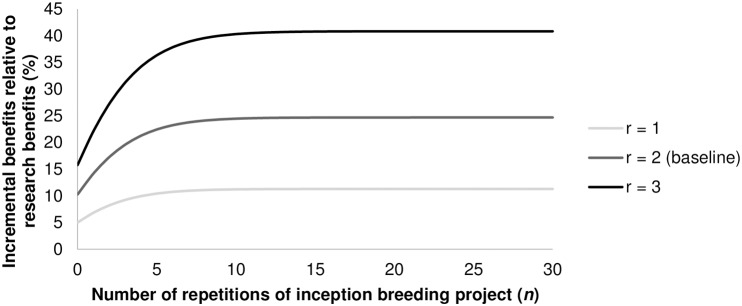 Incremental benefits relative to
research benefits (%)
45
40
35
30
25
20
15
10
5
0
0 5 10 15 20 25 30
Number of repetitions of inception breeding project (n)
r = 1
r = 2 (baseline)
r = 3